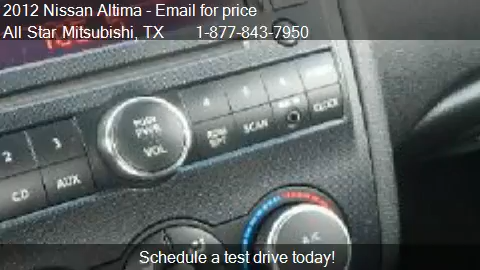 2012 Nissan Altima - Email for price
All Star Mitsubishi, TX 1-877-843-7950
PUSH
PWR
VOL
4 5 6
2 3
SCAN
CLOCK
CD AUX
A/C
Schedule a test drive today!